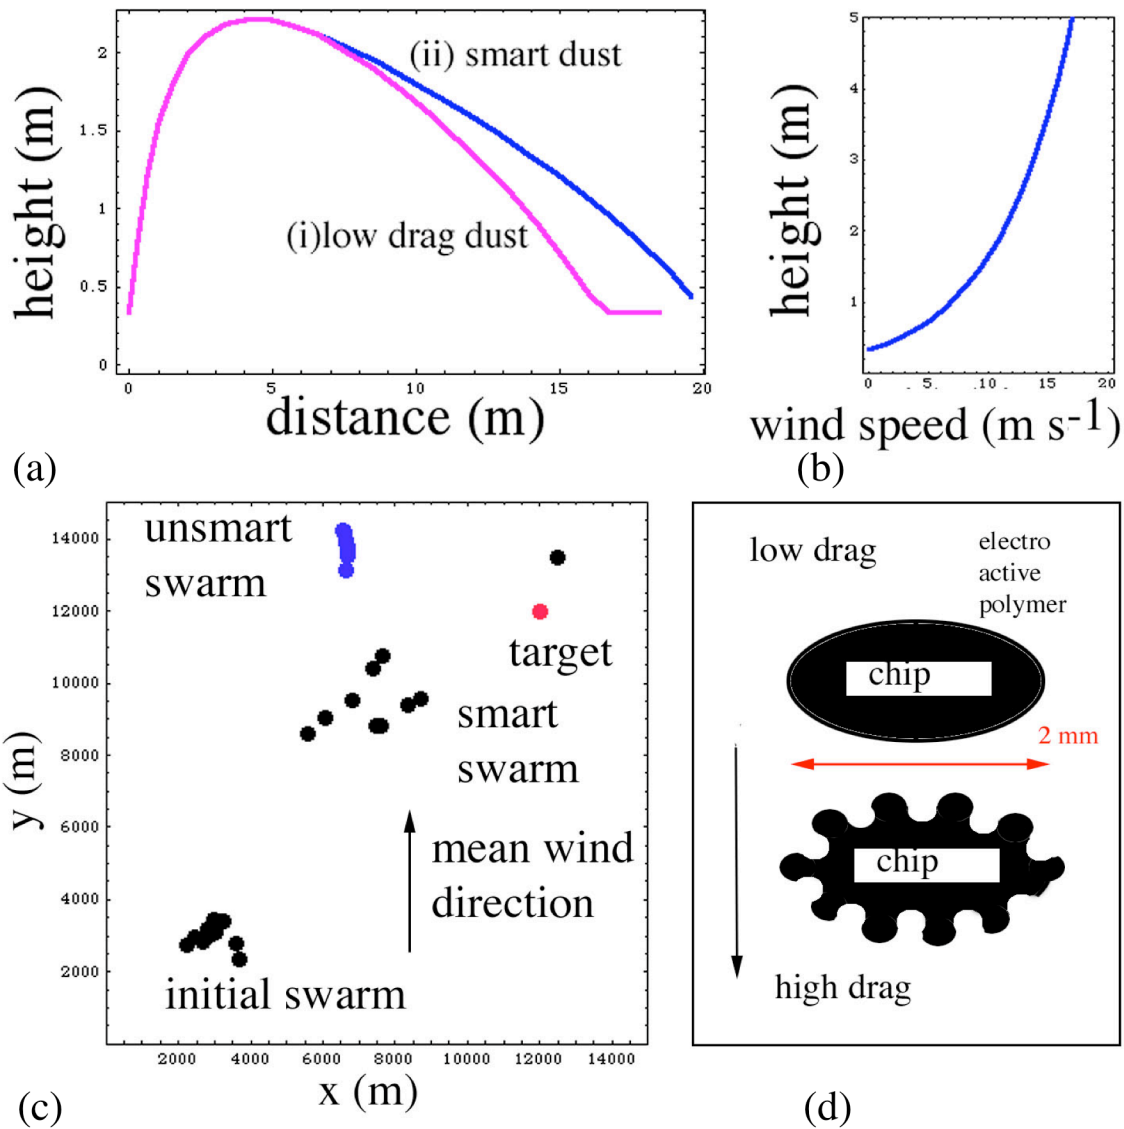 height (m)
2
1.5
1
0.5
0
(ii) smart dust
(i)low drag dust
0
5
10
15
20
distance (m)
(a)
height (m)
5
4
3
2
1
0
5
10
15
20
wind speed (m s-1)
(b)
y (m)
14000
12000
10000
8000
6000
4000
2000
unsmart
swarm
target
smart
swarm
mean wind
direction
initial swarm
2000
4000
6000
8000
10000
12000
14000
x (m)
(c)
low drag
electro
active
polymer
chip
2 mm
chip
high drag
(d)